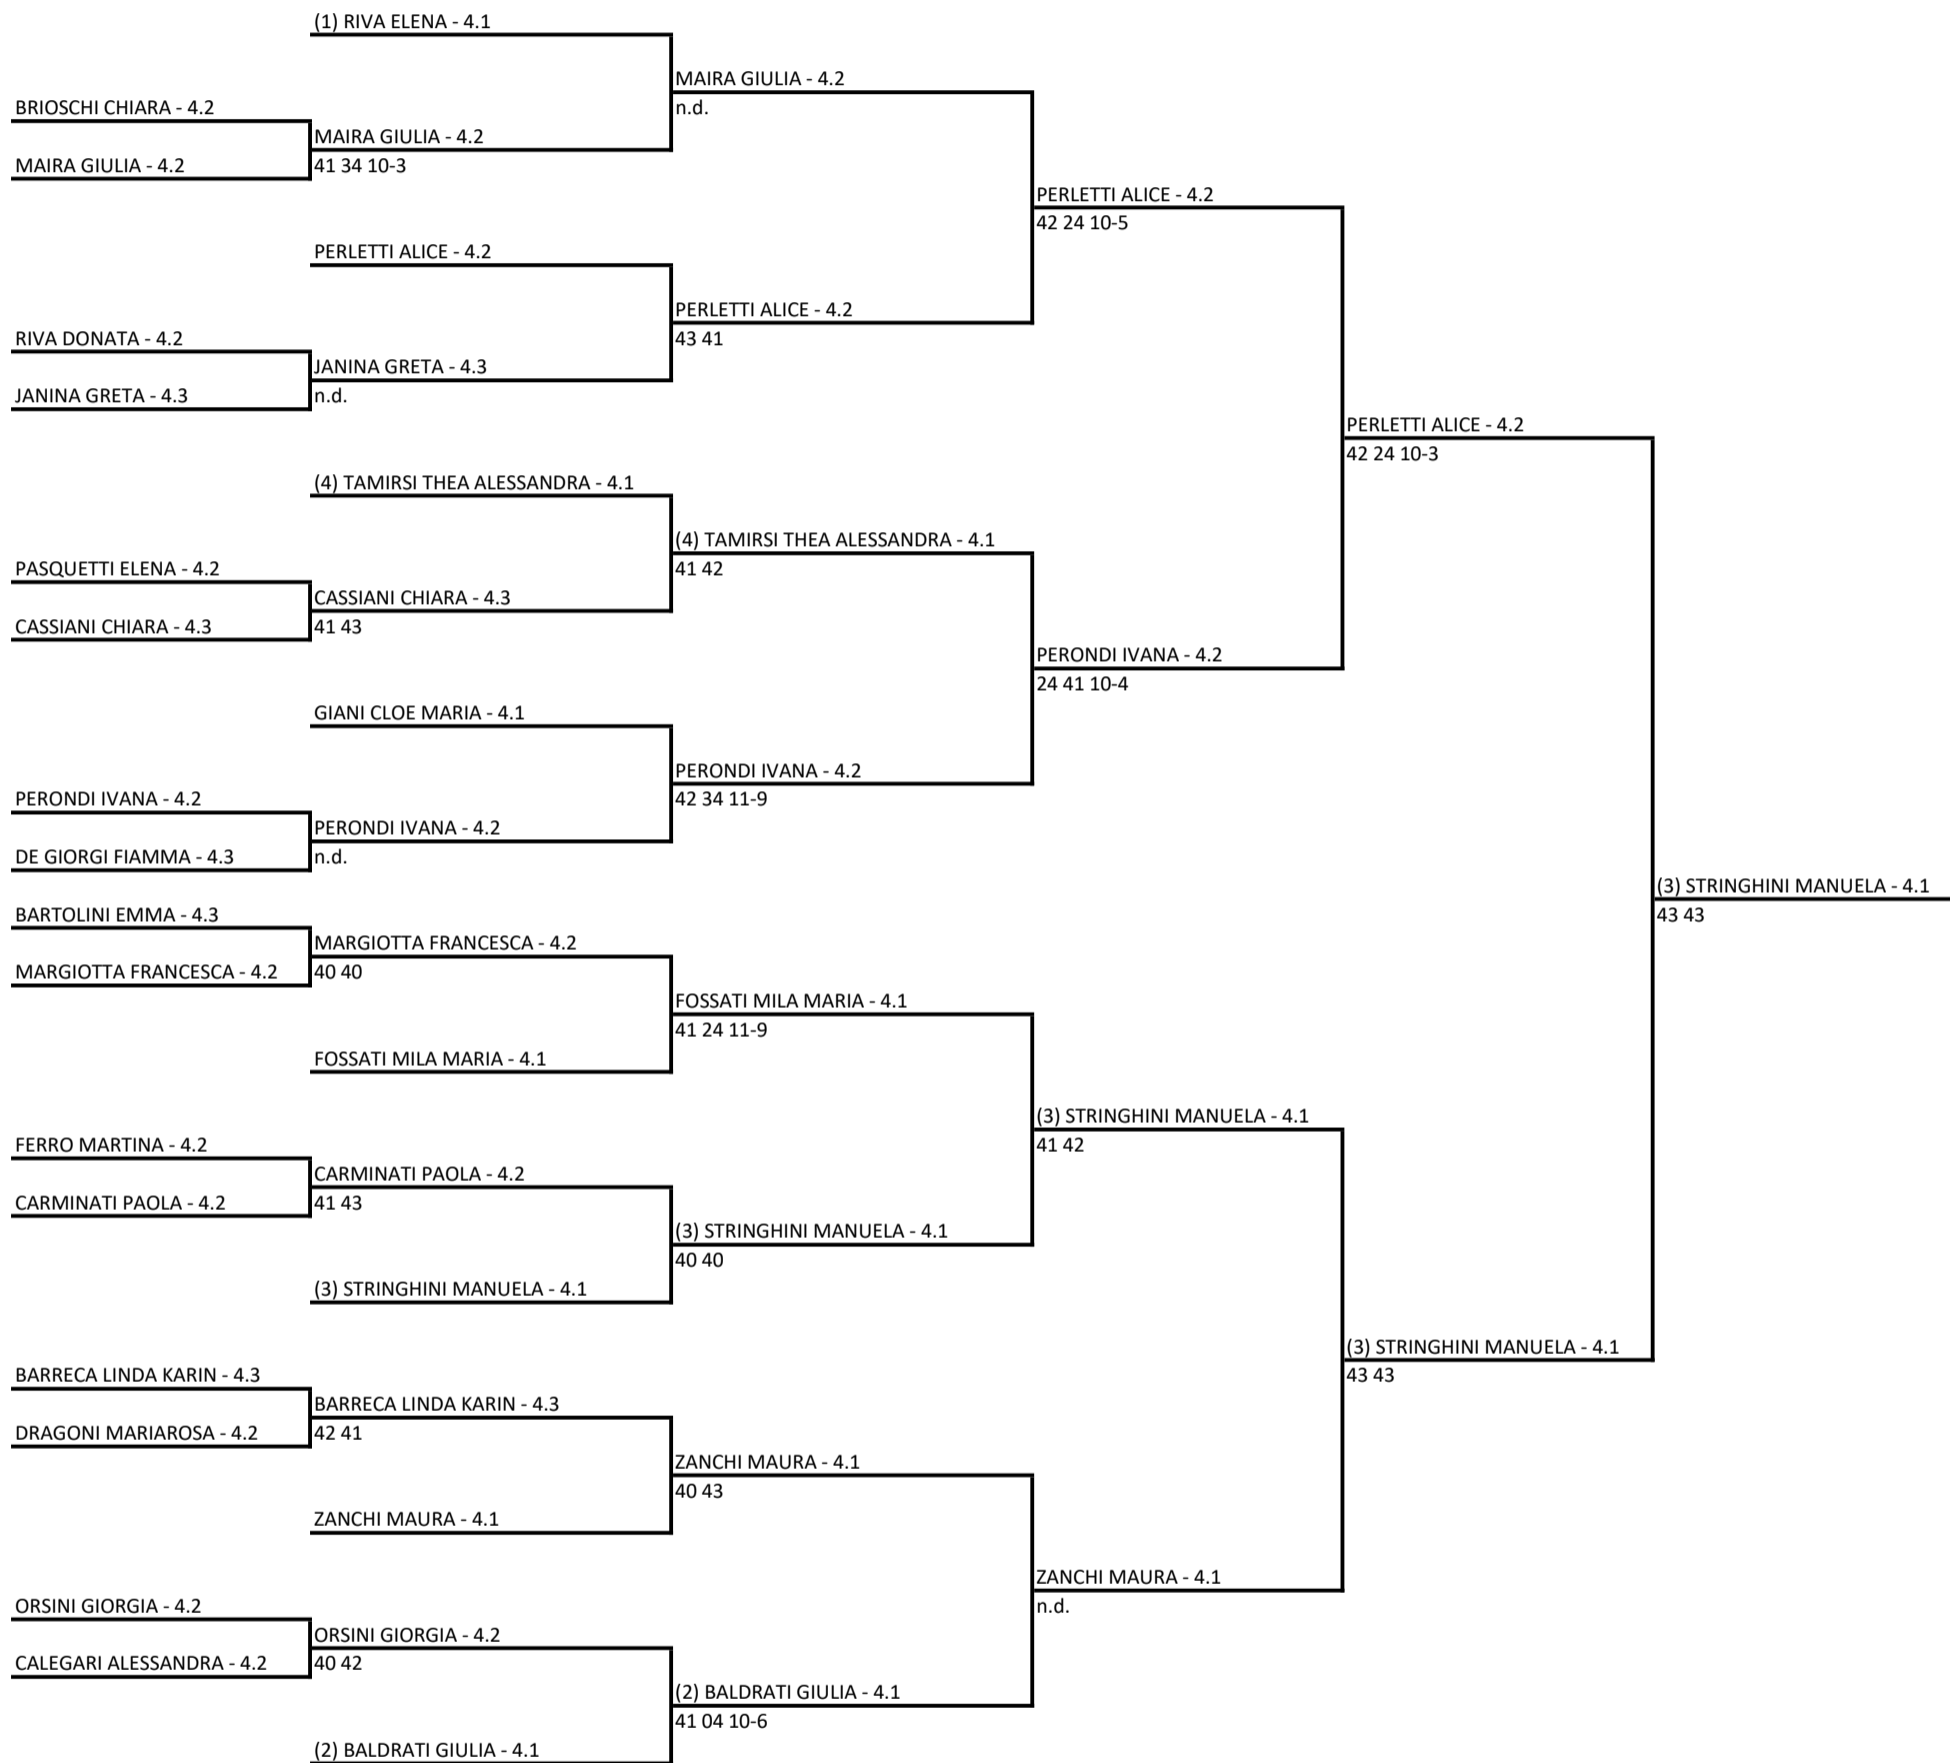 (1) RIVA ELENA - 4.1
MAIRA GIULIA - 4.2
n.d.
BRIOSCHI CHIARA - 4.2
MAIRA GIULIA - 4.2
MAIRA GIULIA - 4.2
41 34 10-3
PERLETTI ALICE - 4.2
42 24 10-5
PERLETTI ALICE - 4.2
PERLETTI ALICE - 4.2
43 41
RIVA DONATA - 4.2
JANINA GRETA - 4.3
JANINA GRETA - 4.3
n.d.
PERLETTI ALICE - 4.2
42 24 10-3
(4) TAMIRSI THEA ALESSANDRA - 4.1
(4) TAMIRSI THEA ALESSANDRA - 4.1
41 42
PASQUETTI ELENA - 4.2
CASSIANI CHIARA - 4.3
CASSIANI CHIARA - 4.3
41 43
PERONDI IVANA - 4.2
24 41 10-4
GIANI CLOE MARIA - 4.1
PERONDI IVANA - 4.2
42 34 11-9
PERONDI IVANA - 4.2
PERONDI IVANA - 4.2
DE GIORGI FIAMMA - 4.3
n.d.
(3) STRINGHINI MANUELA - 4.1
43 43
BARTOLINI EMMA - 4.3
MARGIOTTA FRANCESCA - 4.2
MARGIOTTA FRANCESCA - 4.2
40 40
FOSSATI MILA MARIA - 4.1
41 24 11-9
FOSSATI MILA MARIA - 4.1
(3) STRINGHINI MANUELA - 4.1
41 42
FERRO MARTINA - 4.2
CARMINATI PAOLA - 4.2
CARMINATI PAOLA - 4.2
41 43
(3) STRINGHINI MANUELA - 4.1
40 40
(3) STRINGHINI MANUELA - 4.1
(3) STRINGHINI MANUELA - 4.1
43 43
BARRECA LINDA KARIN - 4.3
BARRECA LINDA KARIN - 4.3
DRAGONI MARIAROSA - 4.2
42 41
ZANCHI MAURA - 4.1
40 43
ZANCHI MAURA - 4.1
ZANCHI MAURA - 4.1
n.d.
ORSINI GIORGIA - 4.2
ORSINI GIORGIA - 4.2
CALEGARI ALESSANDRA - 4.2
40 42
(2) BALDRATI GIULIA - 4.1
41 04 10-6
(2) BALDRATI GIULIA - 4.1